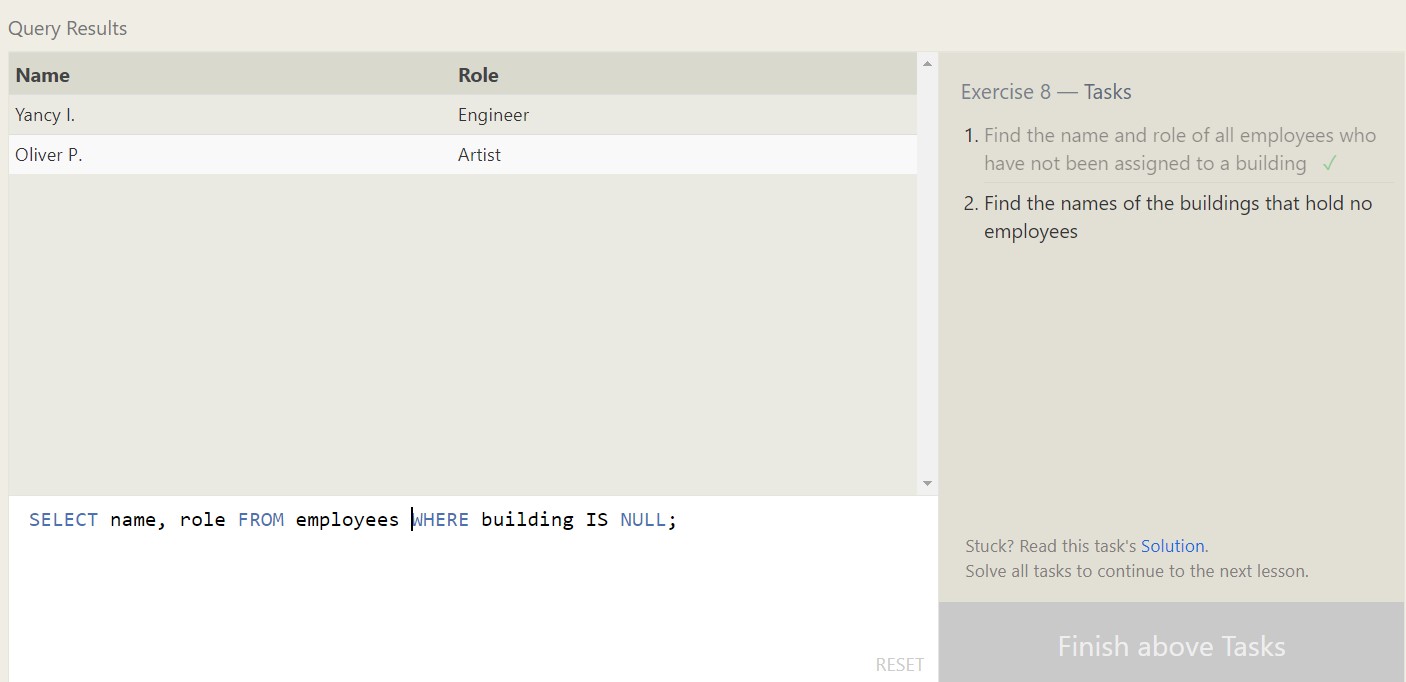 Query Results
Name Role
Yancy I. Engineer
Oliver P. Artist
Exercise 8 — Tasks
1. Find the name and role of all employees who
have not been assigned to a building ✓
2. Find the names of the buildings that hold no
employees
SELECT name, role FROM employees WHERE building IS NULL;
RESET
Stuck? Read this task's Solution.
Solve all tasks to continue to the next lesson.
Finish above Tasks